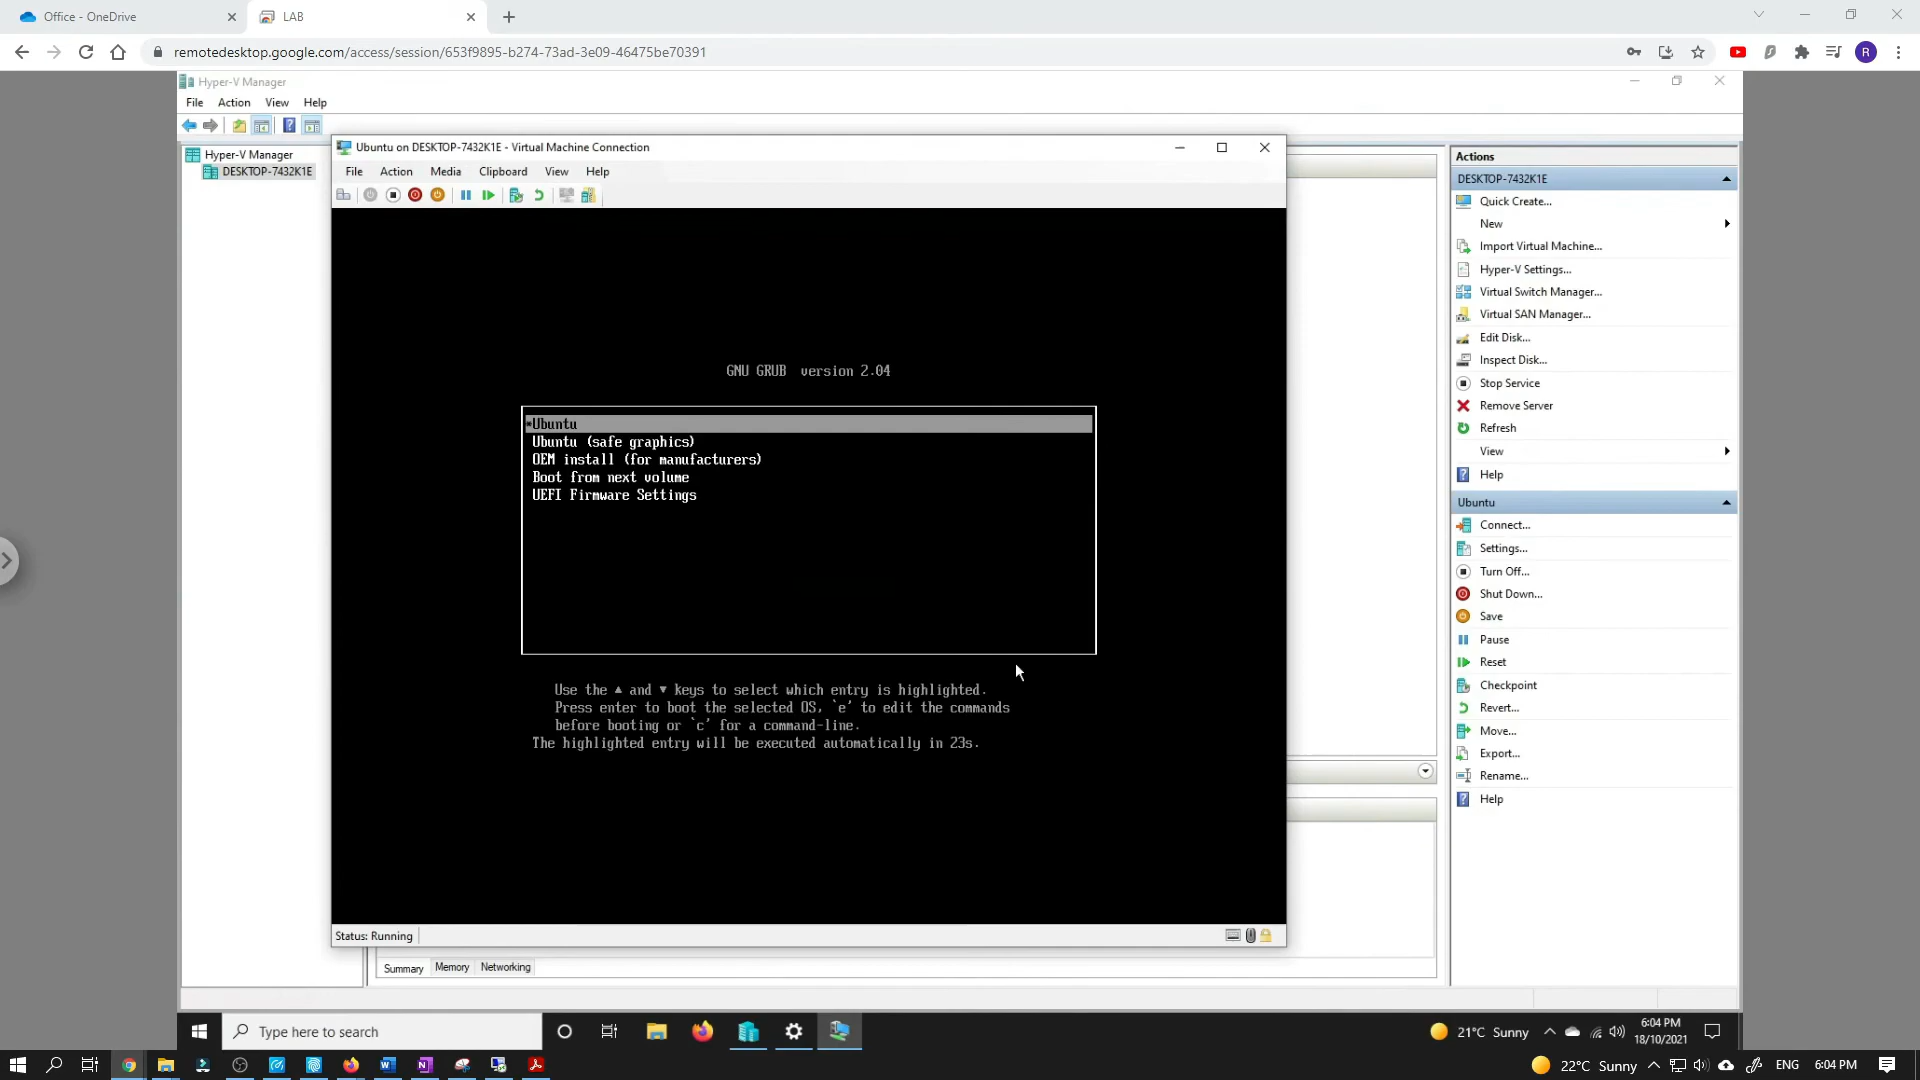 Office - OneDrive
LAB
remotedesktop.google.com/access/session/653f9895-b274-73ad-3e09-46475be70391
R
Hyper-V Manager
File Action View Help
Hyper-V Manager
DESKTOP-7432K1E
Ubuntu on DESKTOP-7432K1E - Virtual Machine Connection
File Action Media Clipboard View Help
GNU GRUB version 2.04
*Ubuntu
Ubuntu (safe graphics)
OEM install (for manufacturers)
Boot from next volume
UEFI Firmware Settings
Use the ▲ and ▼ keys to select which entry is highlighted.
Press enter to boot the selected OS, `e' to edit the commands
before booting or `c' for a command-line.
The highlighted entry will be executed automatically in 23s.
Status: Running
Summary Memory Networking
Actions
DESKTOP-7432K1E
Quick Create...
New
Import Virtual Machine...
Hyper-V Settings...
Virtual Switch Manager...
Virtual SAN Manager...
Edit Disk...
Inspect Disk...
Stop Service
Remove Server
Refresh
View
Help
Ubuntu
Connect...
Settings...
Turn Off...
Shut Down...
Save
Pause
Reset
Checkpoint
Revert...
Move...
Export...
Rename...
Help
Type here to search
21°C Sunny
6:04 PM
18/10/2021
22°C Sunny
ENG
6:04 PM